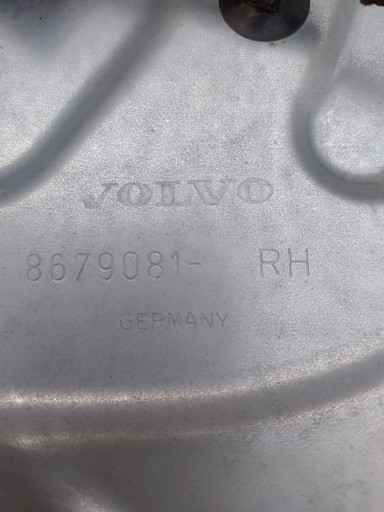 VOLVO
8679081- RH
GERMANY